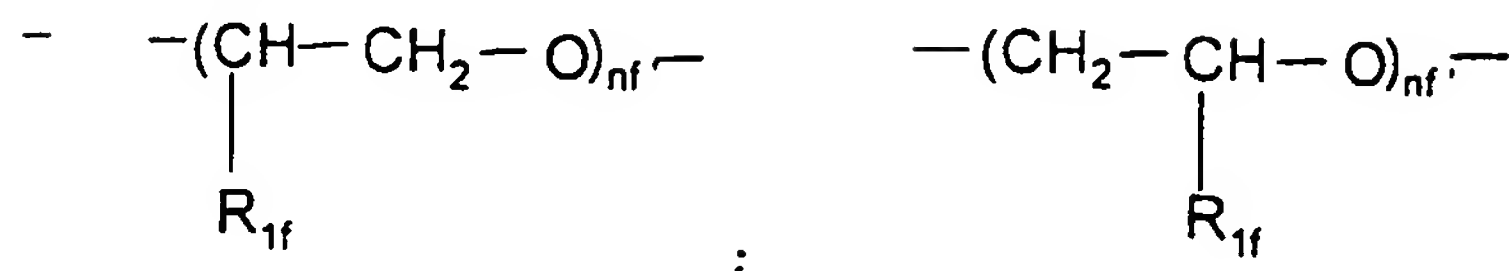 - -(CH-CH₂-O)nf'- -(CH₂-CH-O)nf'-
R1f R1f
;